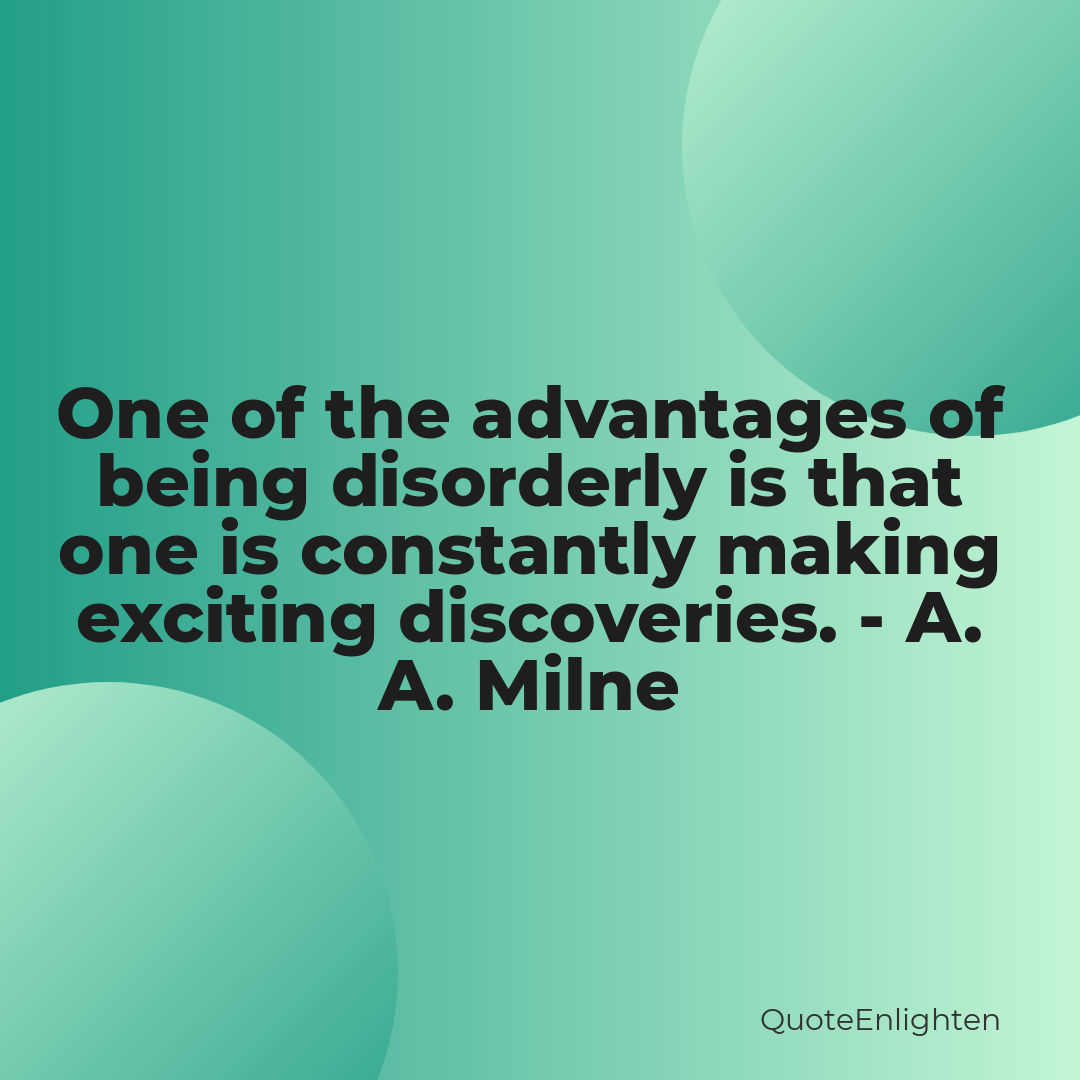 One of the advantages of
being disorderly is that
one is constantly making
exciting discoveries. - A.
A. Milne
QuoteEnlighten